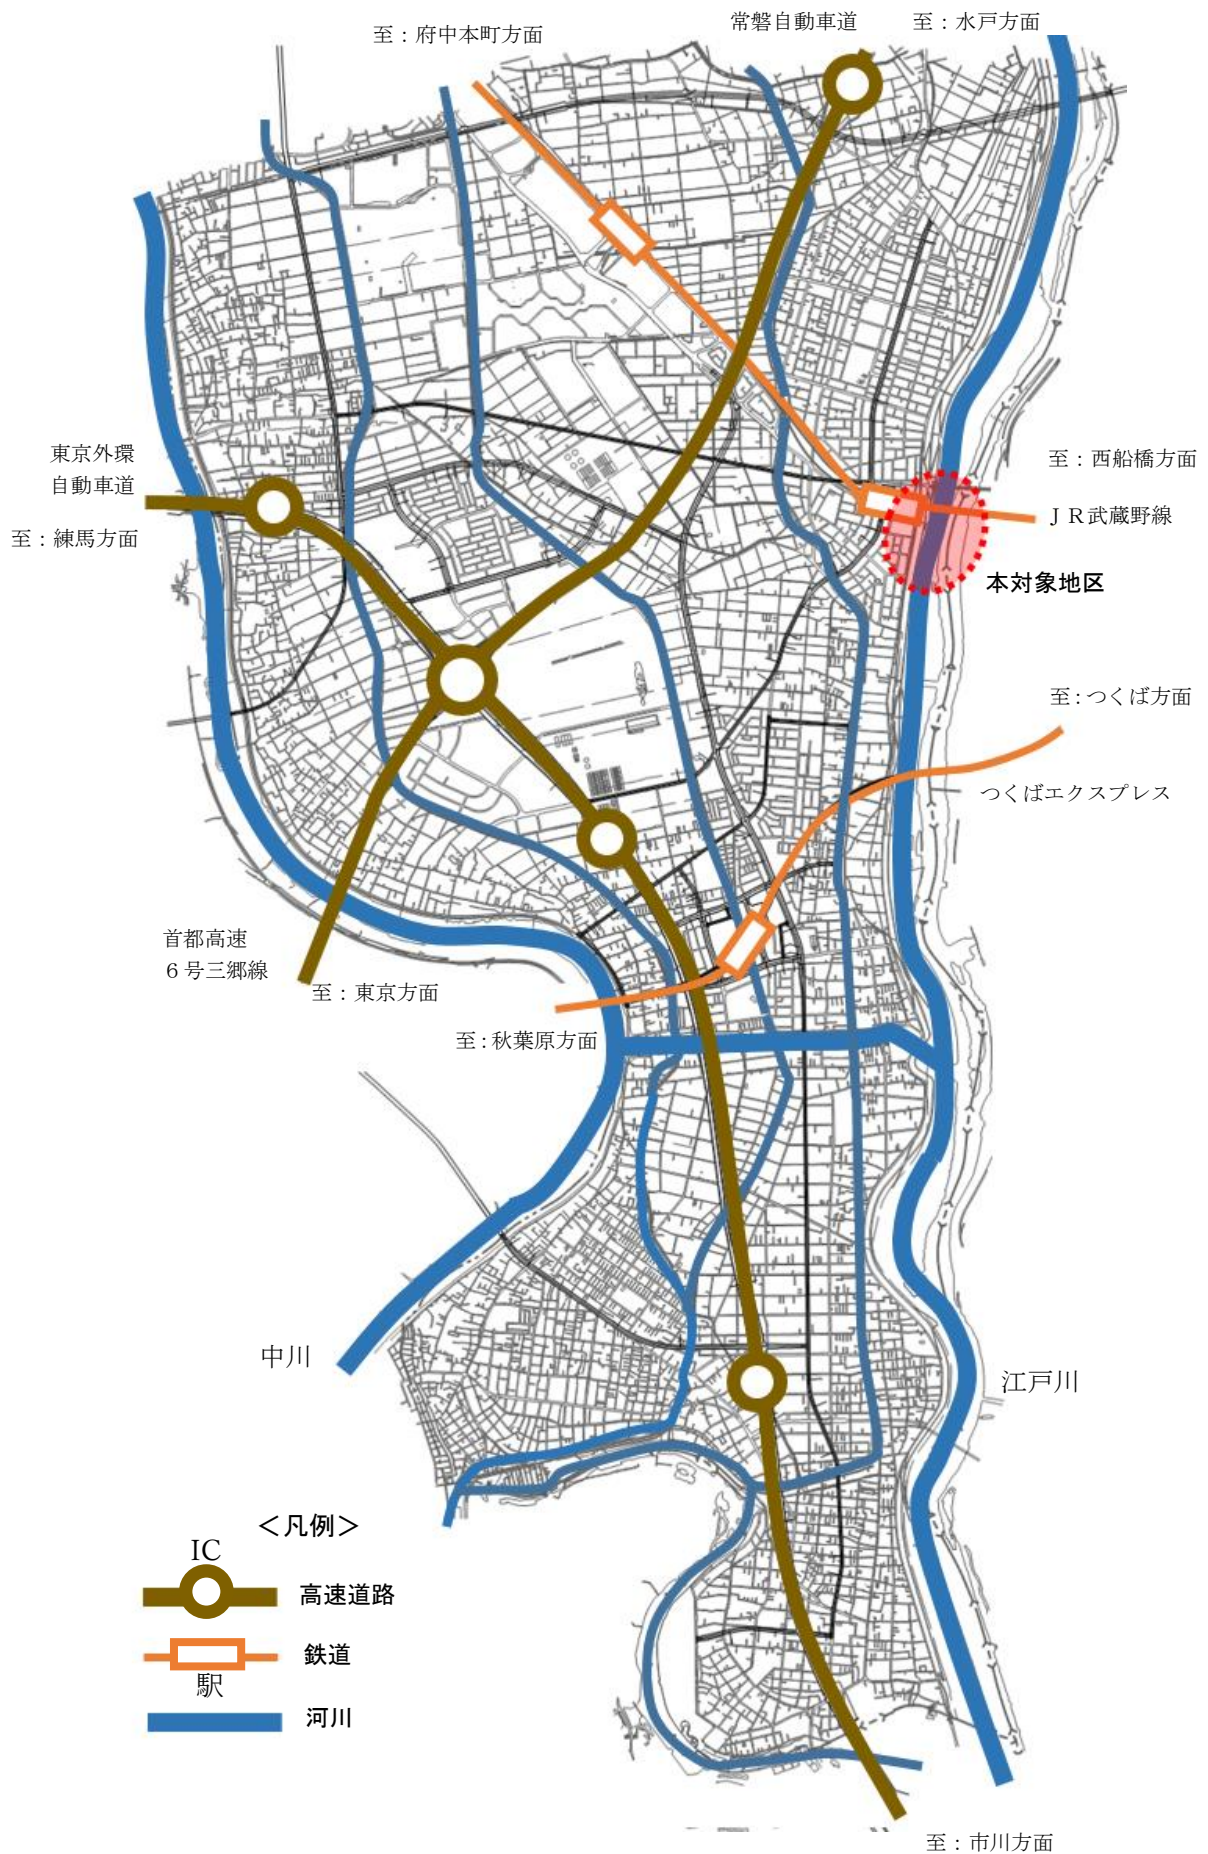 常磐自動車道
至：水戸方面
至：府中本町方面
東京外環
自動車道
至：練馬方面
至：西船橋方面
ＪＲ武蔵野線
本対象地区
至：つくば方面
つくばエクスプレス
首都高速
６号三郷線
至：東京方面
至：秋葉原方面
中川
江戸川
＜凡例＞
IC
高速道路
鉄道
駅
河川
至：市川方面